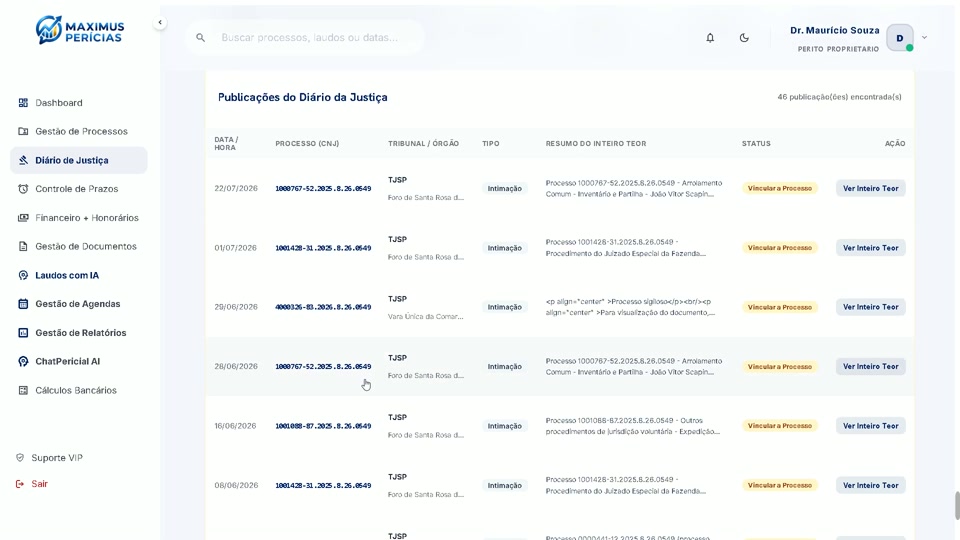 MAXIMUS
PERÍCIAS
Buscar processos, laudos ou datas...
Dr. Maurício Souza
PERITO PROPRIETARIO
D
Dashboard
Gestão de Processos
Diário de Justiça
Controle de Prazos
Financeiro + Honorários
Gestão de Documentos
Laudos com IA
Gestão de Agendas
Gestão de Relatórios
ChatPericial AI
Cálculos Bancários
Suporte VIP
Sair
Publicações do Diário da Justiça
46 publicação(ões) encontrada(s)
DATA / HORA PROCESSO (CNJ) TRIBUNAL / ÓRGÃO TIPO RESUMO DO INTEIRO TEOR STATUS AÇÃO
22/07/2026 1000767-52.2025.8.26.0549 TJSP Foro de Santa Rosa d... Intimação Processo 1000767-52.2025.8.26.0549 - Arrolamento Comum - Inventário e Partilha - João Vitor Scapin... Vincular a Processo Ver Inteiro Teor
01/07/2026 1001428-31.2025.8.26.0549 TJSP Foro de Santa Rosa d... Intimação Processo 1001428-31.2025.8.26.0549 - Procedimento do Juizado Especial da Fazenda... Vincular a Processo Ver Inteiro Teor
29/06/2026 4000326-83.2026.8.26.0549 TJSP Vara Única da Comar... Intimação <p align="center" >Processo sigiloso</p><br/><p align="center" >Para visualização do documento,... Vincular a Processo Ver Inteiro Teor
28/06/2026 1000767-52.2025.8.26.0549 TJSP Foro de Santa Rosa d... Intimação Processo 1000767-52.2025.8.26.0549 - Arrolamento Comum - Inventário e Partilha - João Vitor Scapin... Vincular a Processo Ver Inteiro Teor
16/06/2026 1001088-87.2025.8.26.0549 TJSP Foro de Santa Rosa d... Intimação Processo 1001088-87.2025.8.26.0549 - Outros procedimentos de jurisdição voluntária - Expedição... Vincular a Processo Ver Inteiro Teor
08/06/2026 1001428-31.2025.8.26.0549 TJSP Foro de Santa Rosa d... Intimação Processo 1001428-31.2025.8.26.0549 - Procedimento do Juizado Especial da Fazenda... Vincular a Processo Ver Inteiro Teor
TJSP